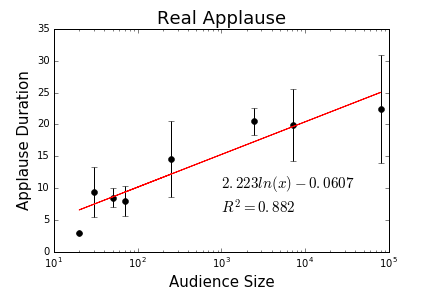 Real Applause
35
30
25
20
15
10
5
0
Applause Duration
2.223ln(x) − 0.0607
R² = 0.882
10¹ 10² 10³ 10⁴ 10⁵
Audience Size